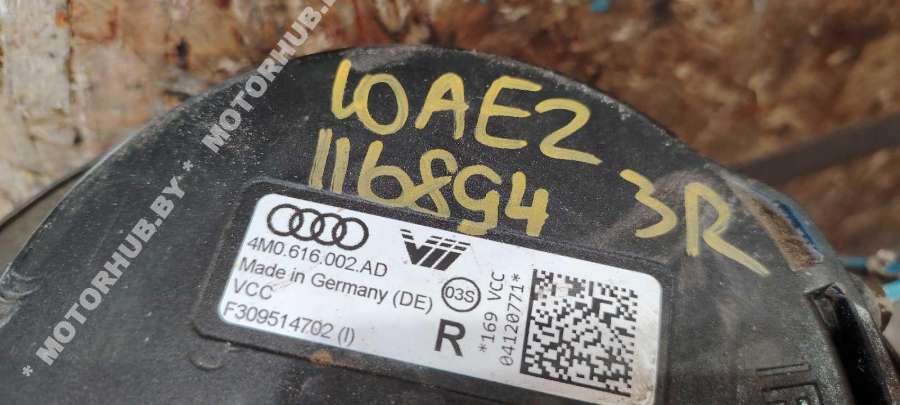 * MOTORHUB.BY * MOTORHUB.BY *
10AE2
116894
3R
4M0.616.002.AD
Made in Germany (DE)
VCC
F309514702 (I)
03S
R
*169 VCC
04120771*